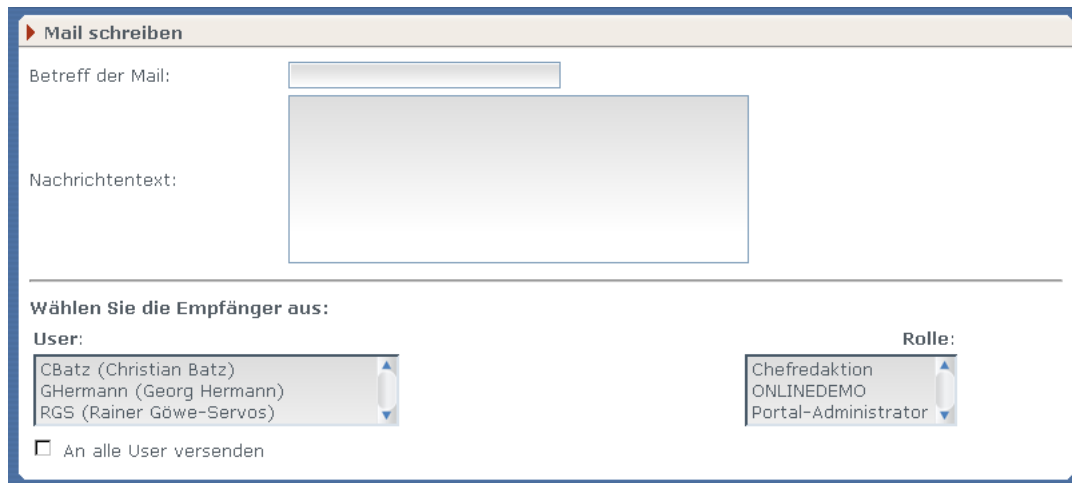 Mail schreiben
Betreff der Mail:
Nachrichtentext:
Wählen Sie die Empfänger aus:
User: Rolle:
CBatz (Christian Batz) Chefredaktion
GHermann (Georg Hermann) ONLINEDEMO
RGS (Rainer Göwe-Servos) Portal-Administrator
An alle User versenden